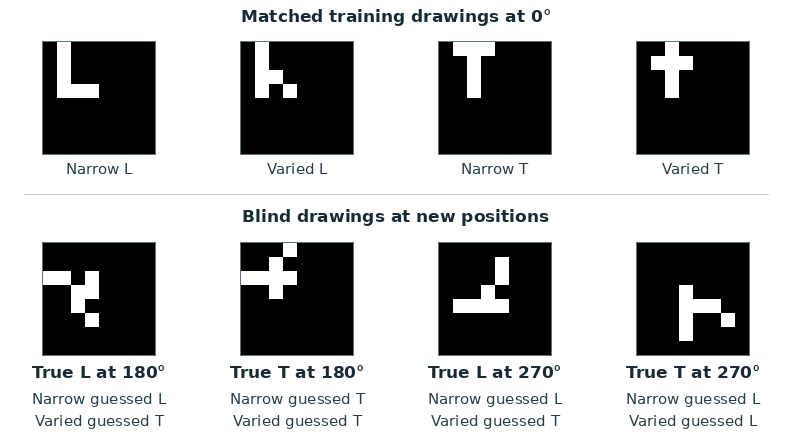 Matched training drawings at 0°
Narrow L
Varied L
Narrow T
Varied T
Blind drawings at new positions
True L at 180°
True T at 180°
True L at 270°
True T at 270°
Narrow guessed L
Narrow guessed T
Narrow guessed L
Narrow guessed L
Varied guessed T
Varied guessed T
Varied guessed T
Varied guessed L